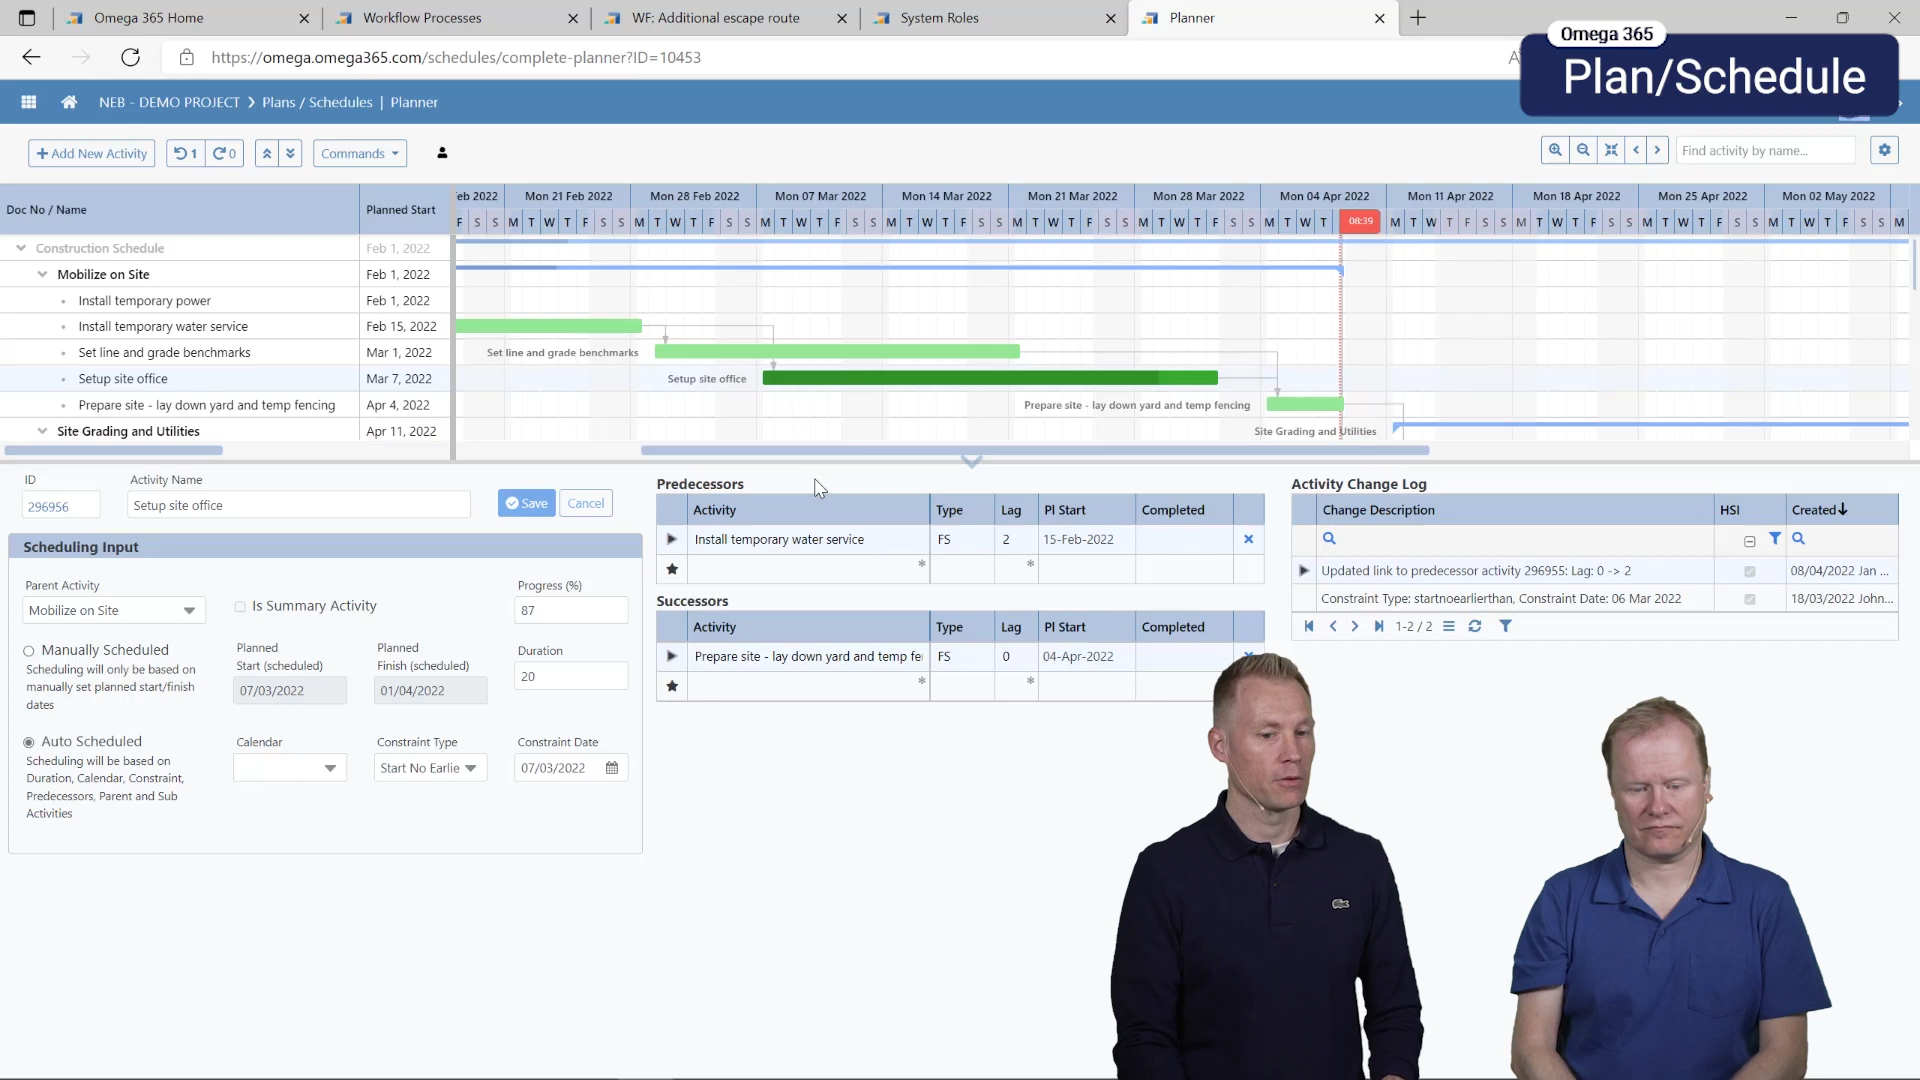 Omega 365 Home
Workflow Processes
WF: Additional escape route
System Roles
Planner
Omega 365
Plan/Schedule
https://omega.omega365.com/schedules/complete-planner?ID=10453
NEB - DEMO PROJECT > Plans / Schedules | Planner
+ Add New Activity
1
0
Commands
Find activity by name...
Doc No / Name
Planned Start
eb 2022
Mon 21 Feb 2022
Mon 28 Feb 2022
Mon 07 Mar 2022
Mon 14 Mar 2022
Mon 21 Mar 2022
Mon 28 Mar 2022
Mon 04 Apr 2022
Mon 11 Apr 2022
Mon 18 Apr 2022
Mon 25 Apr 2022
Mon 02 May 2022
F S S M T W T F S S M T W T F S S M T W T F S S M T W T F S S M T W T F S S M T W T F S S M T W T 08:39 M T W T F S S M T W T F S S M T W T F S S M T W T F S S M
Construction Schedule Feb 1, 2022
Mobilize on Site Feb 1, 2022
Install temporary power Feb 1, 2022
Install temporary water service Feb 15, 2022
Set line and grade benchmarks Mar 1, 2022 Set line and grade benchmarks
Setup site office Mar 7, 2022 Setup site office
Prepare site - lay down yard and temp fencing Apr 4, 2022 Prepare site - lay down yard and temp fencing
Site Grading and Utilities Apr 11, 2022 Site Grading and Utilities
ID
296956
Activity Name
Setup site office
Save
Cancel
Scheduling Input
Parent Activity
Mobilize on Site
Is Summary Activity
Progress (%)
87
Manually Scheduled
Scheduling will only be based on
manually set planned start/finish
dates
Planned
Start (scheduled)
07/03/2022
Planned
Finish (scheduled)
01/04/2022
Duration
20
Auto Scheduled
Scheduling will be based on
Duration, Calendar, Constraint,
Predecessors, Parent and Sub
Activities
Calendar
Constraint Type
Start No Earlie
Constraint Date
07/03/2022
Predecessors
Activity Type Lag Pl Start Completed
Install temporary water service FS 2 15-Feb-2022
* *
Successors
Activity Type Lag Pl Start Completed
Prepare site - lay down yard and temp fe FS 0 04-Apr-2022
* *
Activity Change Log
Change Description HSI Created
Updated link to predecessor activity 296955: Lag: 0 -> 2 08/04/2022 Jan ...
Constraint Type: startnoearlierthan, Constraint Date: 06 Mar 2022 18/03/2022 John...
1-2 / 2